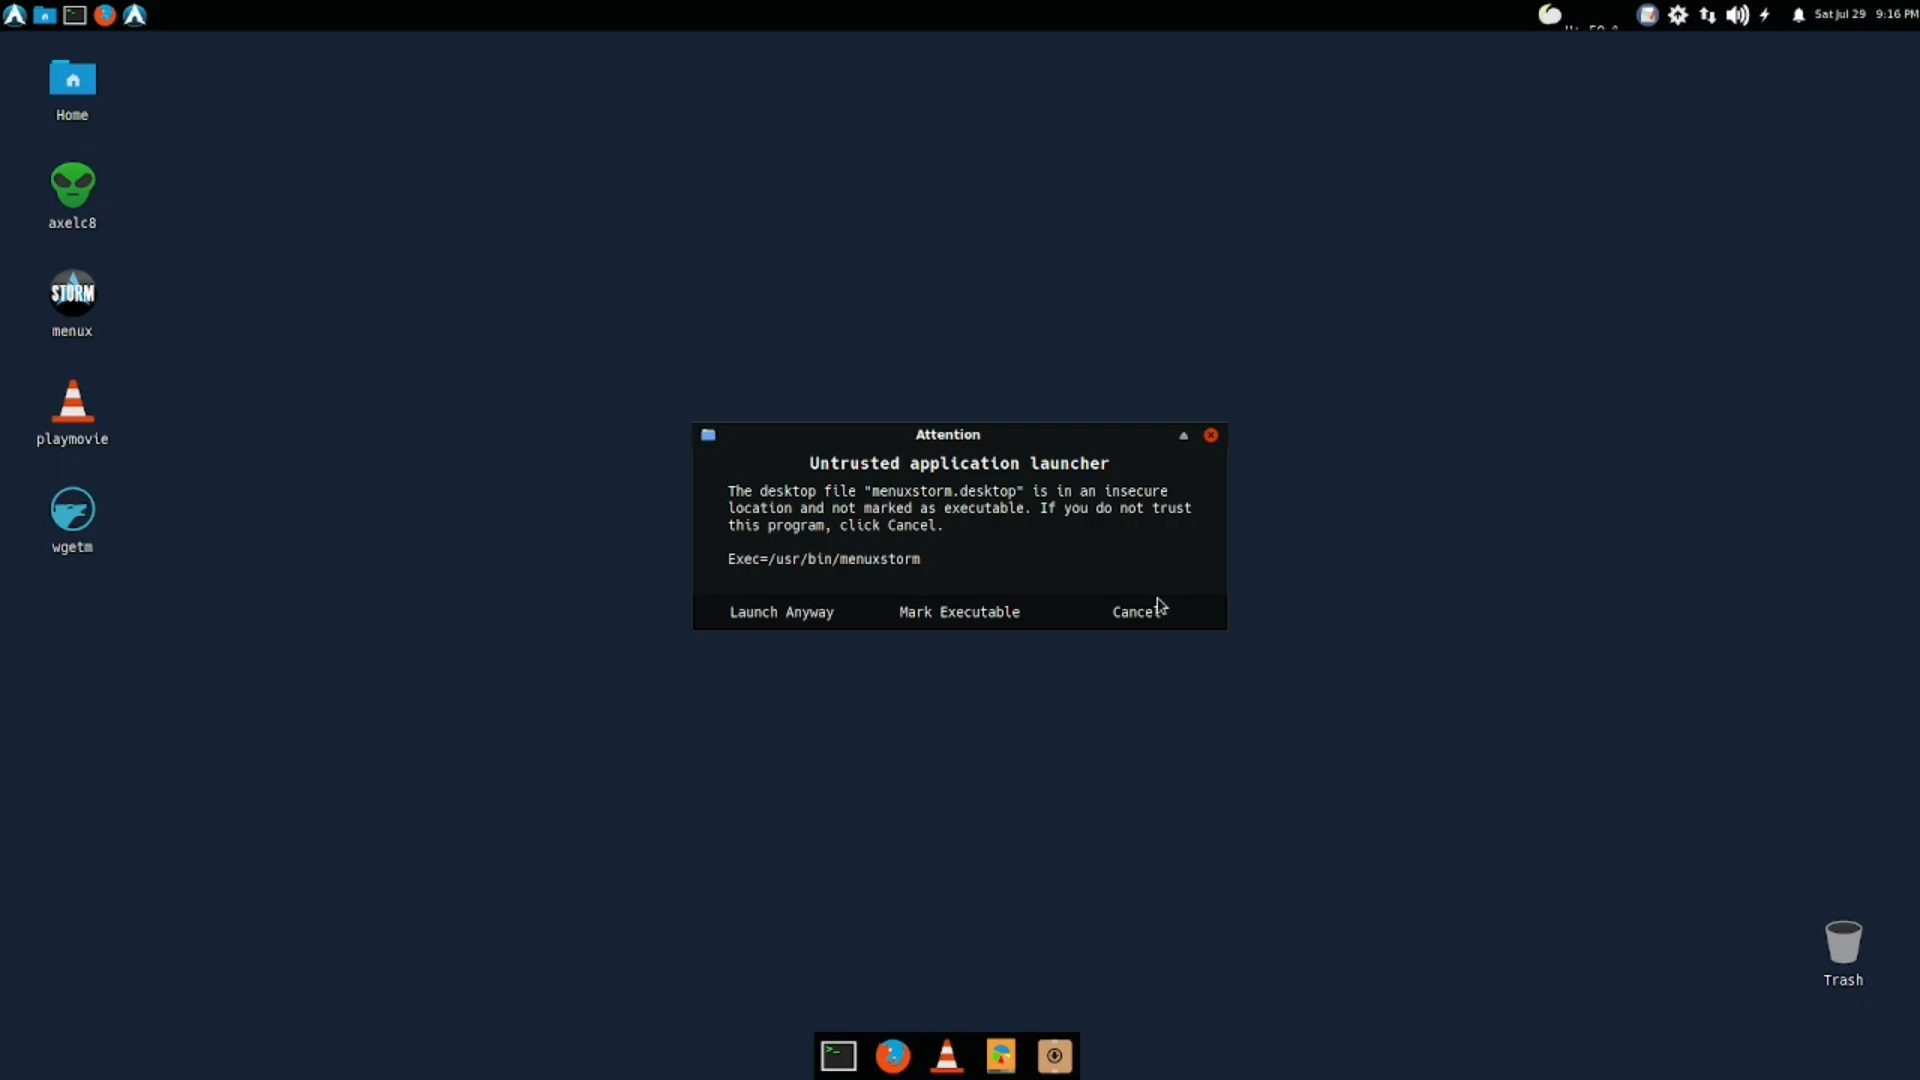 Sat Jul 29 9:16 PM
Home
axelc8
STORM
menux
playmovie
wgetm
Attention
Untrusted application launcher
The desktop file "menuxstorm.desktop" is in an insecure
location and not marked as executable. If you do not trust
this program, click Cancel.
Exec=/usr/bin/menuxstorm
Launch Anyway Mark Executable Cancel
Trash